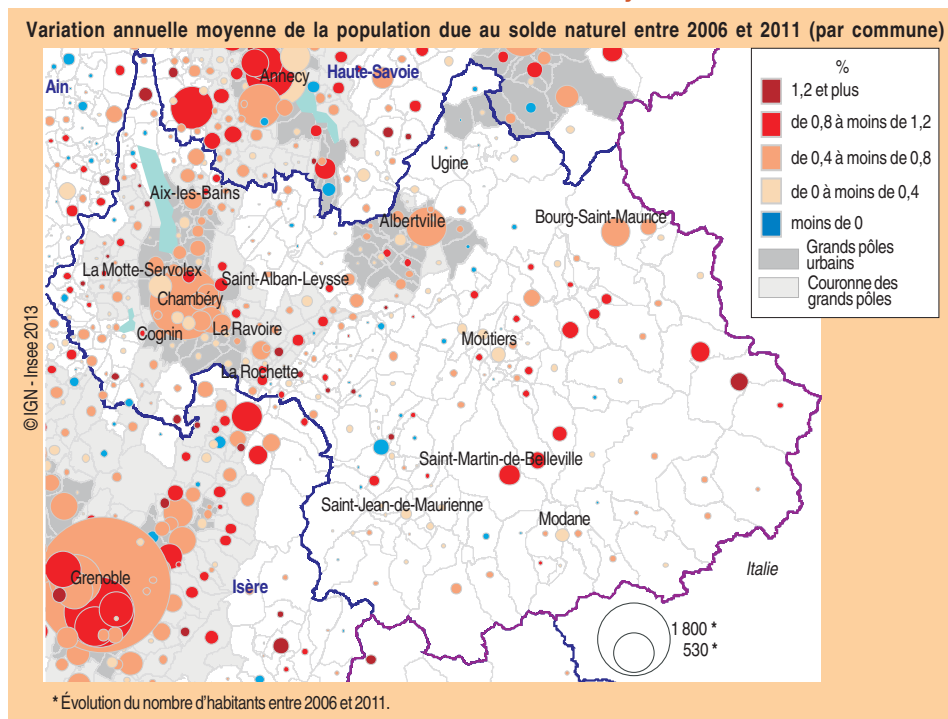 Variation annuelle moyenne de la population due au solde naturel entre 2006 et 2011 (par commune)
Annecy
Haute-Savoie
Ain
Ugine
Aix-les-Bains
Albertville
Bourg-Saint-Maurice
La Motte-Servolex
Saint-Alban-Leysse
Chambéry
Cognin
La Ravoire
Moûtiers
La Rochette
Saint-Martin-de-Belleville
Saint-Jean-de-Maurienne
Modane
Grenoble
Isère
Italie
%
1,2 et plus
de 0,8 à moins de 1,2
de 0,4 à moins de 0,8
de 0 à moins de 0,4
moins de 0
Grands pôles
urbains
Couronne des
grands pôles
1 800 *
530 *
©IGN - Insee 2013
* Évolution du nombre d'habitants entre 2006 et 2011.